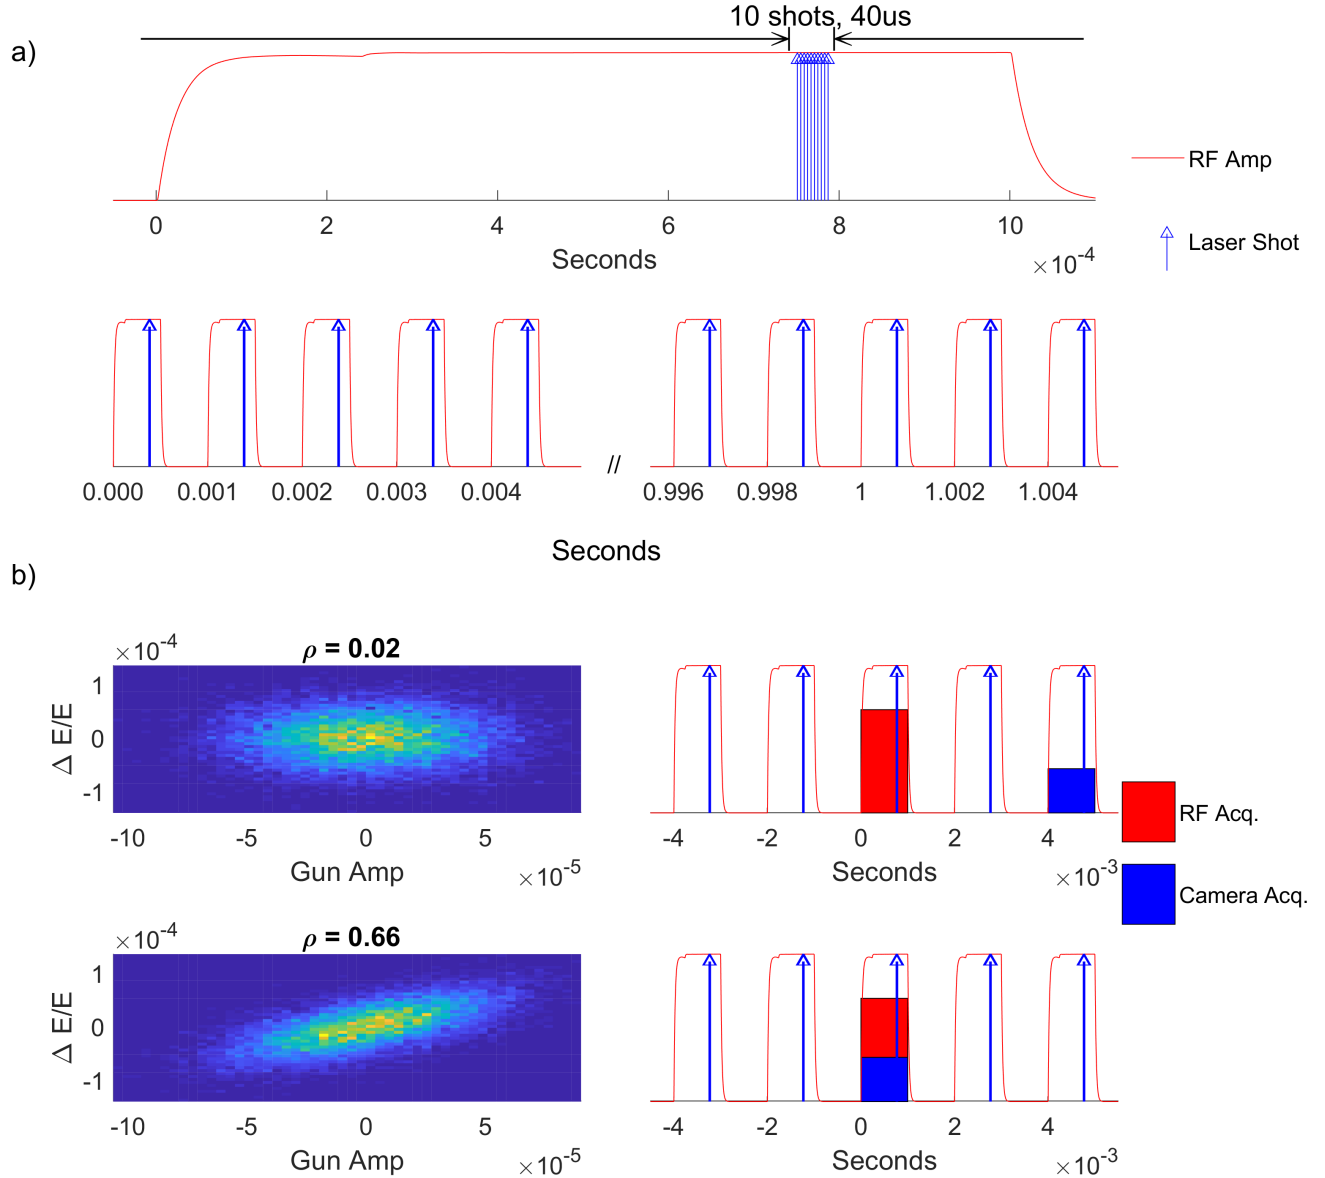 10 shots, 40us
a)
RF Amp
Laser Shot
0 2 4 6 8 10
Seconds ×10⁻⁴
0.000 0.001 0.002 0.003 0.004 // 0.996 0.998 1 1.002 1.004
Seconds
b)
×10⁻⁴ ρ = 0.02
1
0
-1
Δ E/E
-10 -5 0 5
Gun Amp ×10⁻⁵
-4 -2 0 2 4
Seconds ×10⁻³
RF Acq.
Camera Acq.
×10⁻⁴ ρ = 0.66
1
0
-1
Δ E/E
-10 -5 0 5
Gun Amp ×10⁻⁵
-4 -2 0 2 4
Seconds ×10⁻³